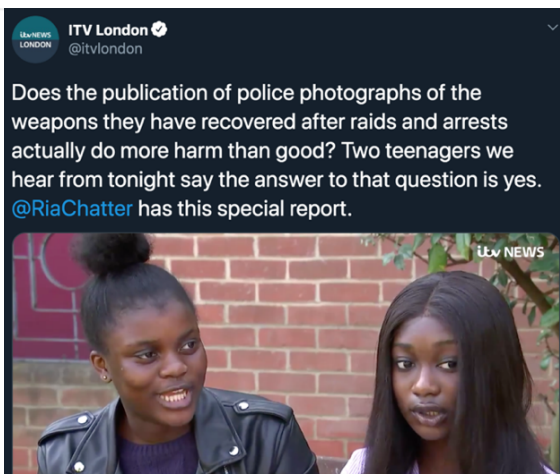 itv NEWS
LONDON
ITV London
@itvlondon
Does the publication of police photographs of the
weapons they have recovered after raids and arrests
actually do more harm than good? Two teenagers we
hear from tonight say the answer to that question is yes.
@RiaChatter has this special report.
itv NEWS